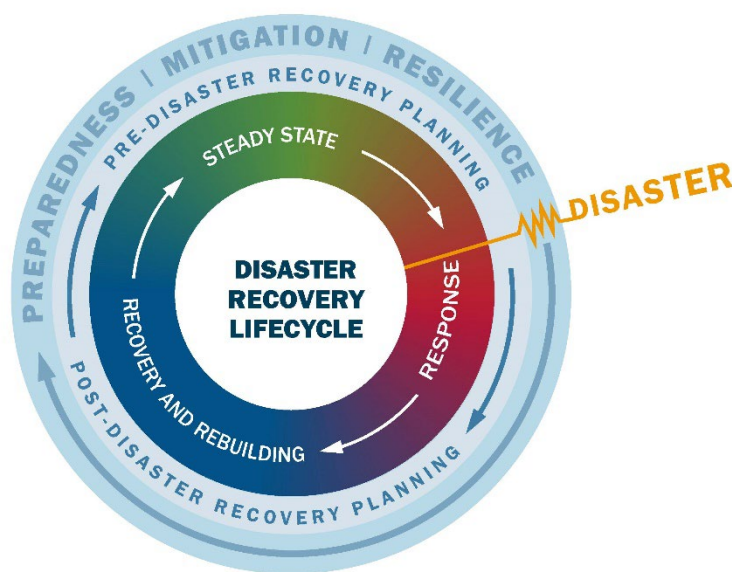 PREPAREDNESS | MITIGATION | RESILIENCE
PRE-DISASTER RECOVERY PLANNING
STEADY STATE
DISASTER
DISASTER
RECOVERY
LIFECYCLE
RESPONSE
RECOVERY AND REBUILDING
POST-DISASTER RECOVERY PLANNING